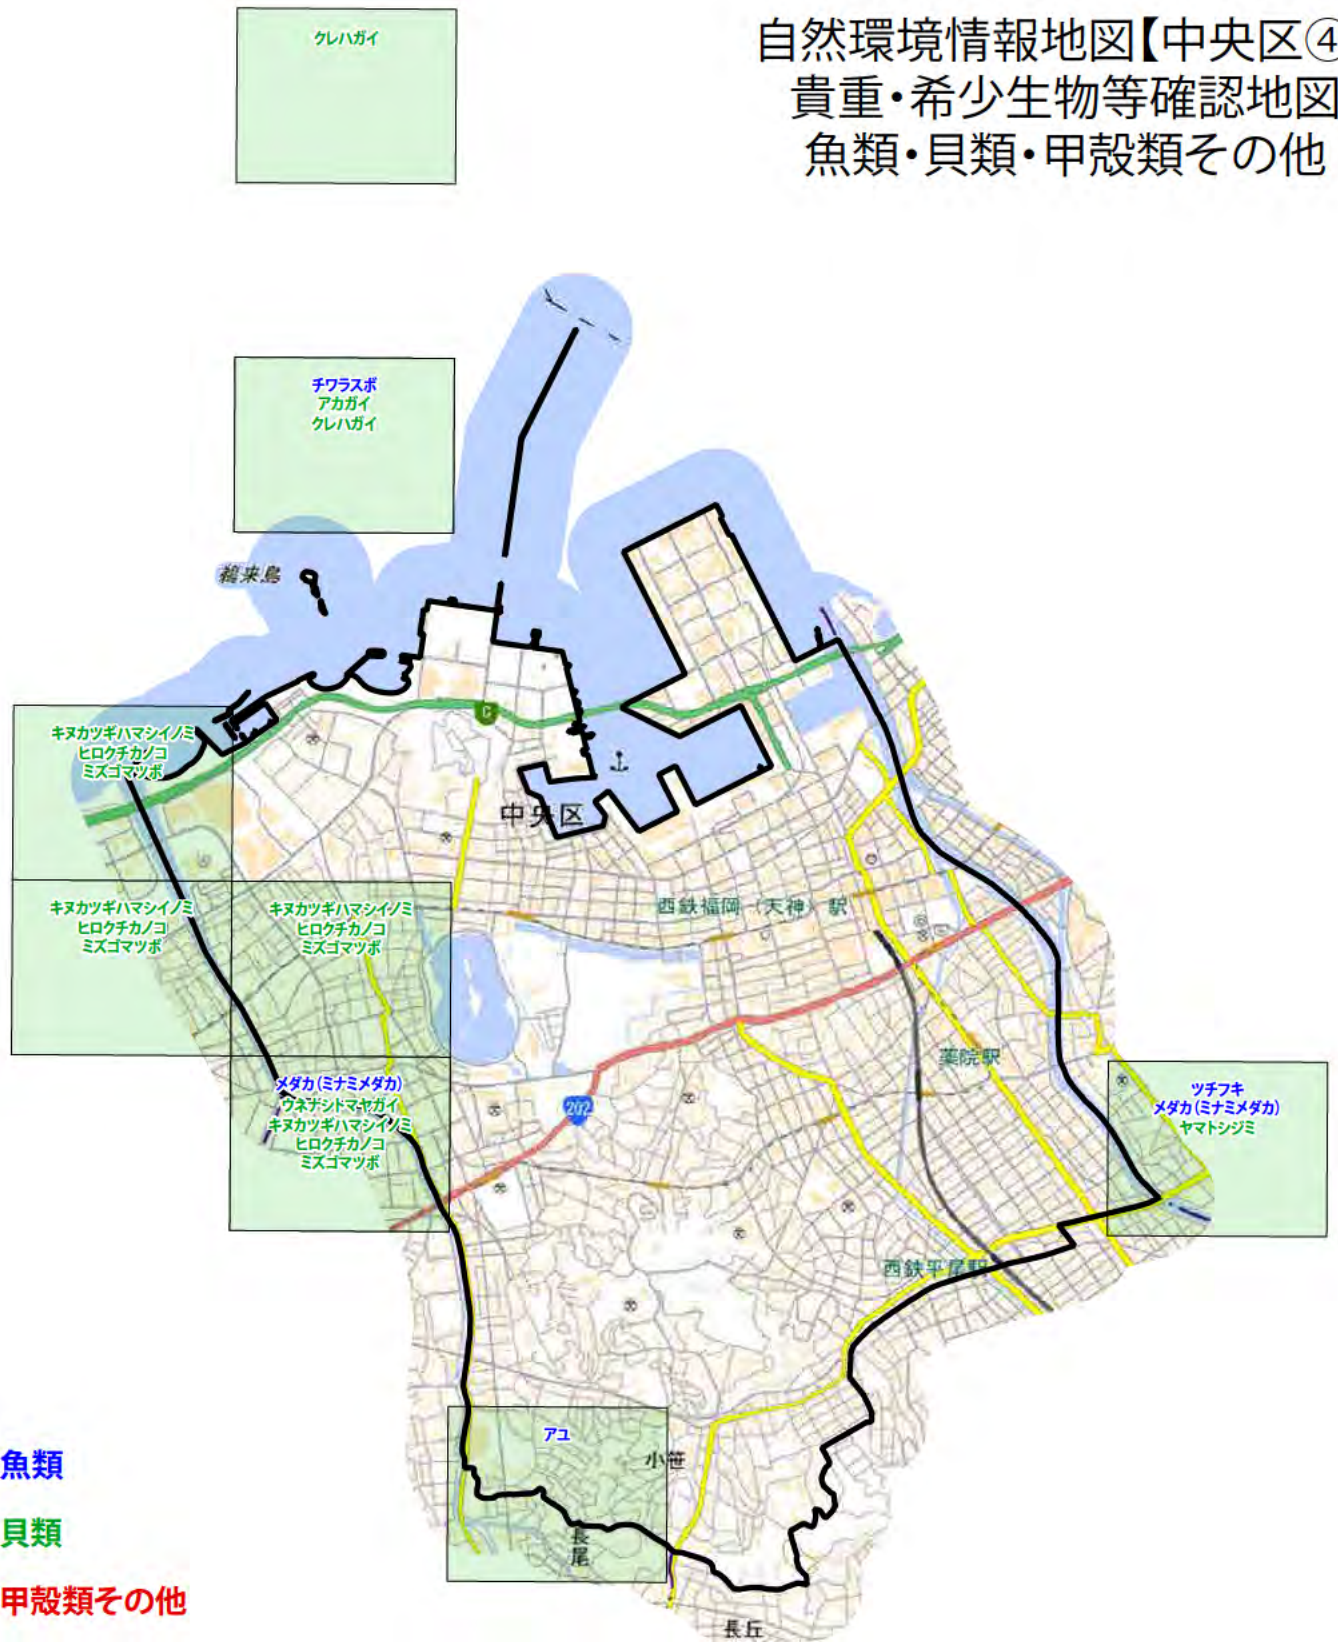 自然環境情報地図【中央区④
貴重・希少生物等確認地図
魚類・貝類・甲殻類その他
クレハガイ
チワラスボ
アカガイ
クレハガイ
鵜来島
キヌカツギハマシイノミ
ヒロクチカノコ
ミズゴマツボ
C
中央区
キヌカツギハマシイノミ
ヒロクチカノコ
ミズゴマツボ
キヌカツギハマシイノミ
ヒロクチカノコ
ミズゴマツボ
西鉄福岡（天神）駅
薬院駅
メダカ（ミナミメダカ）
ウネナシトマヤガイ
キヌカツギハマシイノミ
ヒロクチカノコ
ミズゴマツボ
202
ツチフキ
メダカ（ミナミメダカ）
ヤマトシジミ
西鉄平尾駅
アユ
小笹
長尾
長丘
魚類
貝類
甲殻類その他